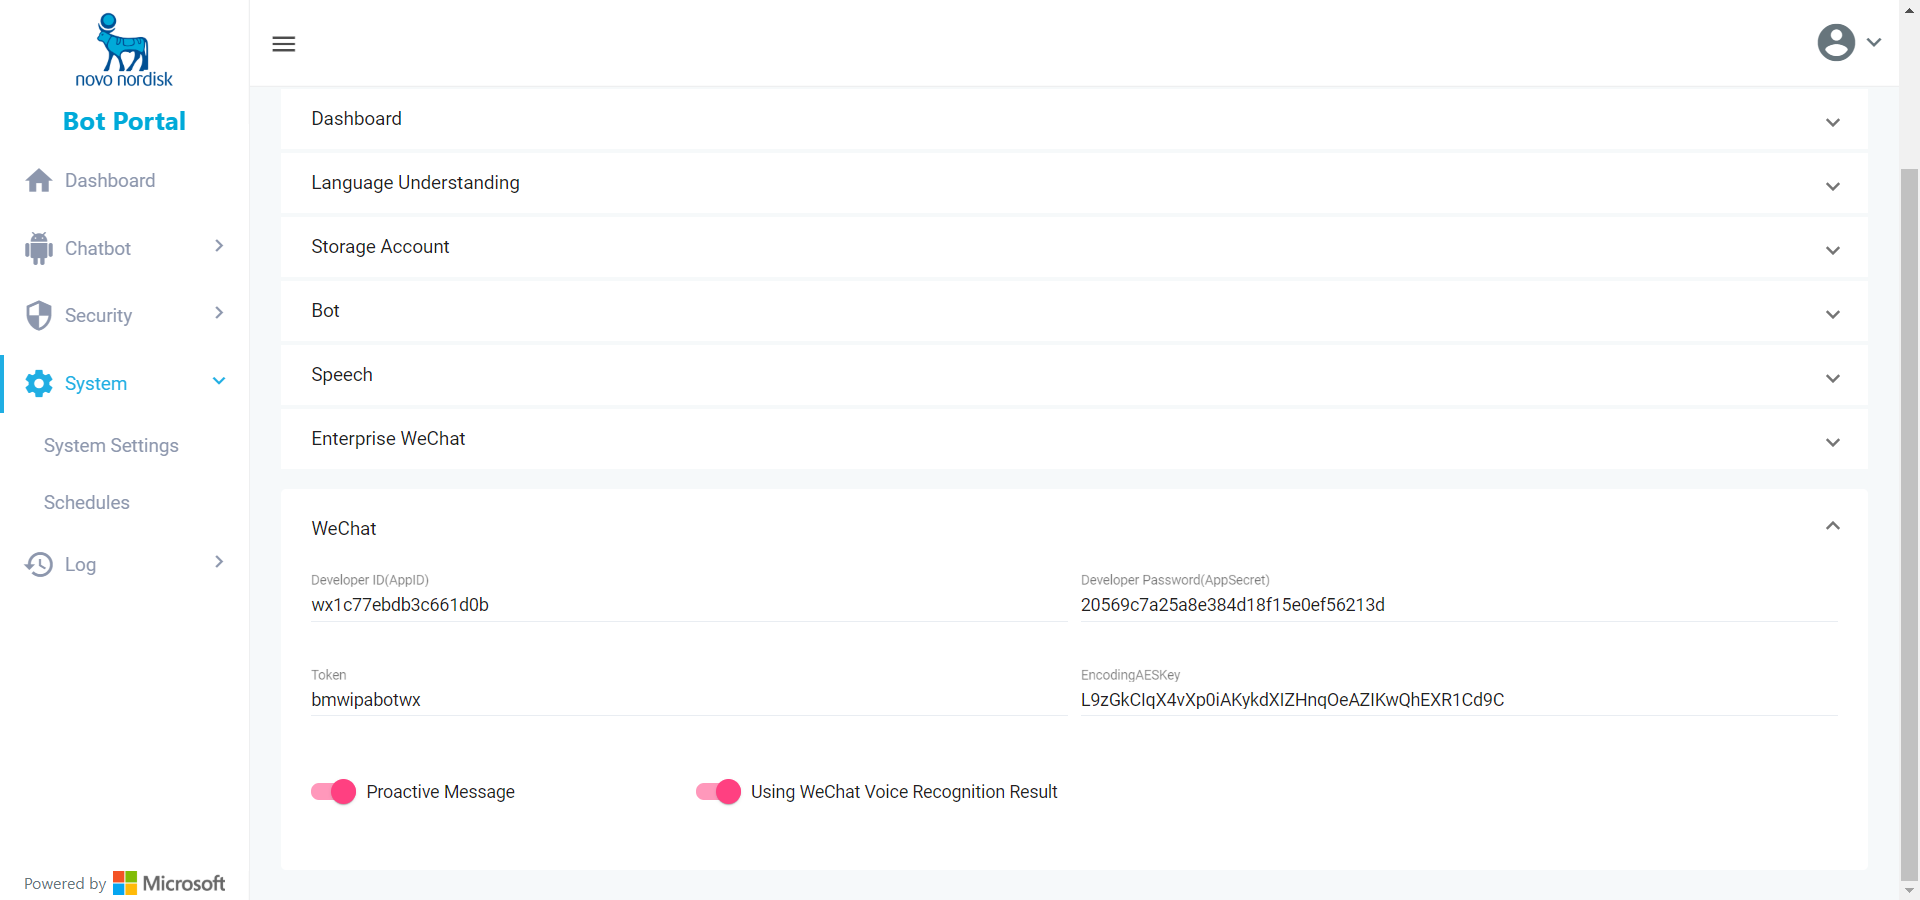 novo nordisk
Bot Portal
Dashboard
Chatbot
Security
System
System Settings
Schedules
Log
Powered by Microsoft
Dashboard
Language Understanding
Storage Account
Bot
Speech
Enterprise WeChat
WeChat
Developer ID(AppID)
wx1c77ebdb3c661d0b
Developer Password(AppSecret)
20569c7a25a8e384d18f15e0ef56213d
Token
bmwipabotwx
EncodingAESKey
L9zGkCIqX4vXp0iAKykdXIZHnqOeAZIKwQhEXR1Cd9C
Proactive Message
Using WeChat Voice Recognition Result